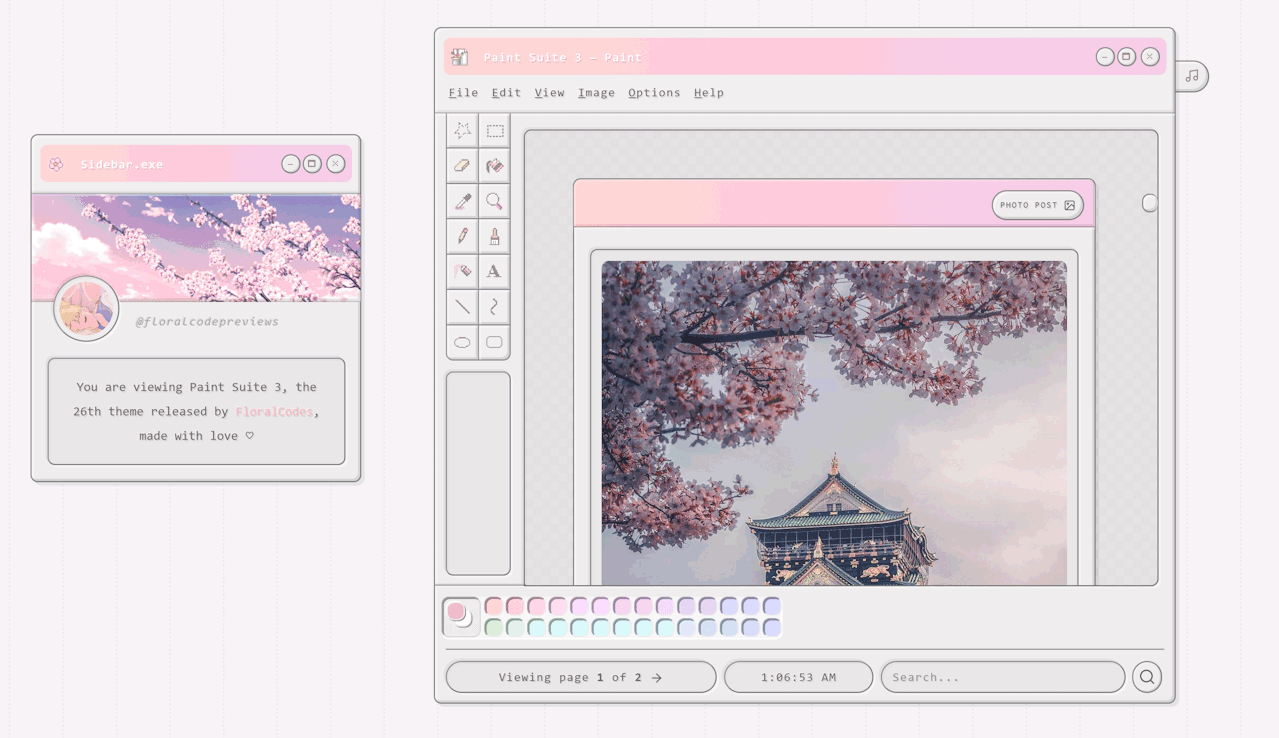 Paint Suite 3 – Paint
File Edit View Image Options Help
Sidebar.exe
@floralcodepreviews
You are viewing Paint Suite 3, the
26th theme released by FloralCodes,
made with love ♡
PHOTO POST
A
Viewing page 1 of 2 →
1:06:53 AM
Search...